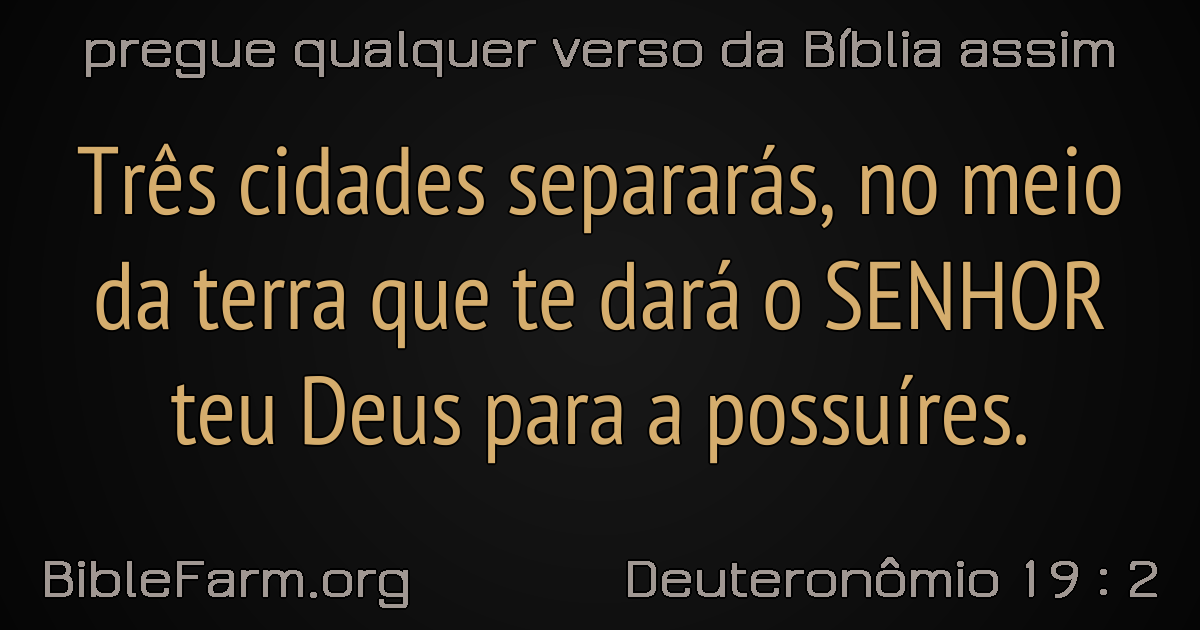 pregue qualquer verso da Bíblia assim
Três cidades separarás, no meio
da terra que te dará o SENHOR
teu Deus para a possuíres.
BibleFarm.org
Deuteronômio 19 : 2